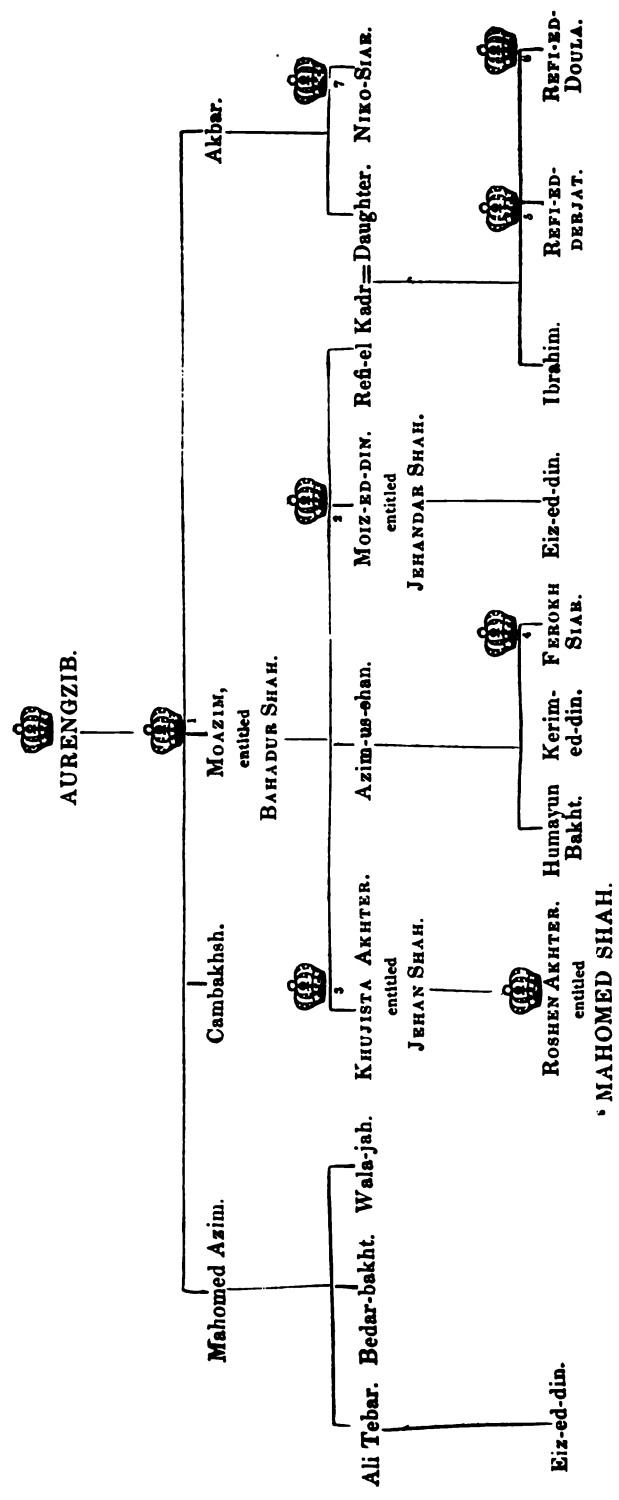 AURENGZIB.
1
Mahomed Azim.
Cambakhsh.
MOAZIM,
entitled
BAHADUR SHAH.
Akbar.
3
2
7
Ali Tebar. Bedar-bakht. Wala-jah.
KHUJISTA AKHTER.
entitled
JEHAN SHAH.
Azim-us-shan.
MOIZ-ED-DIN.
entitled
JEHANDAR SHAH.
Refi-el Kadr=Daughter.
NIKO-SIAR.
4
5
6
Eiz-ed-din.
ROSHEN AKHTER.
entitled
MAHOMED SHAH.
Humayun
Bakht.
Kerim-
ed-din.
FEROKH
SIAR.
Eiz-ed-din.
Ibrahim.
REFI-ED-
DERJAT.
REFI-ED-
DOULA.